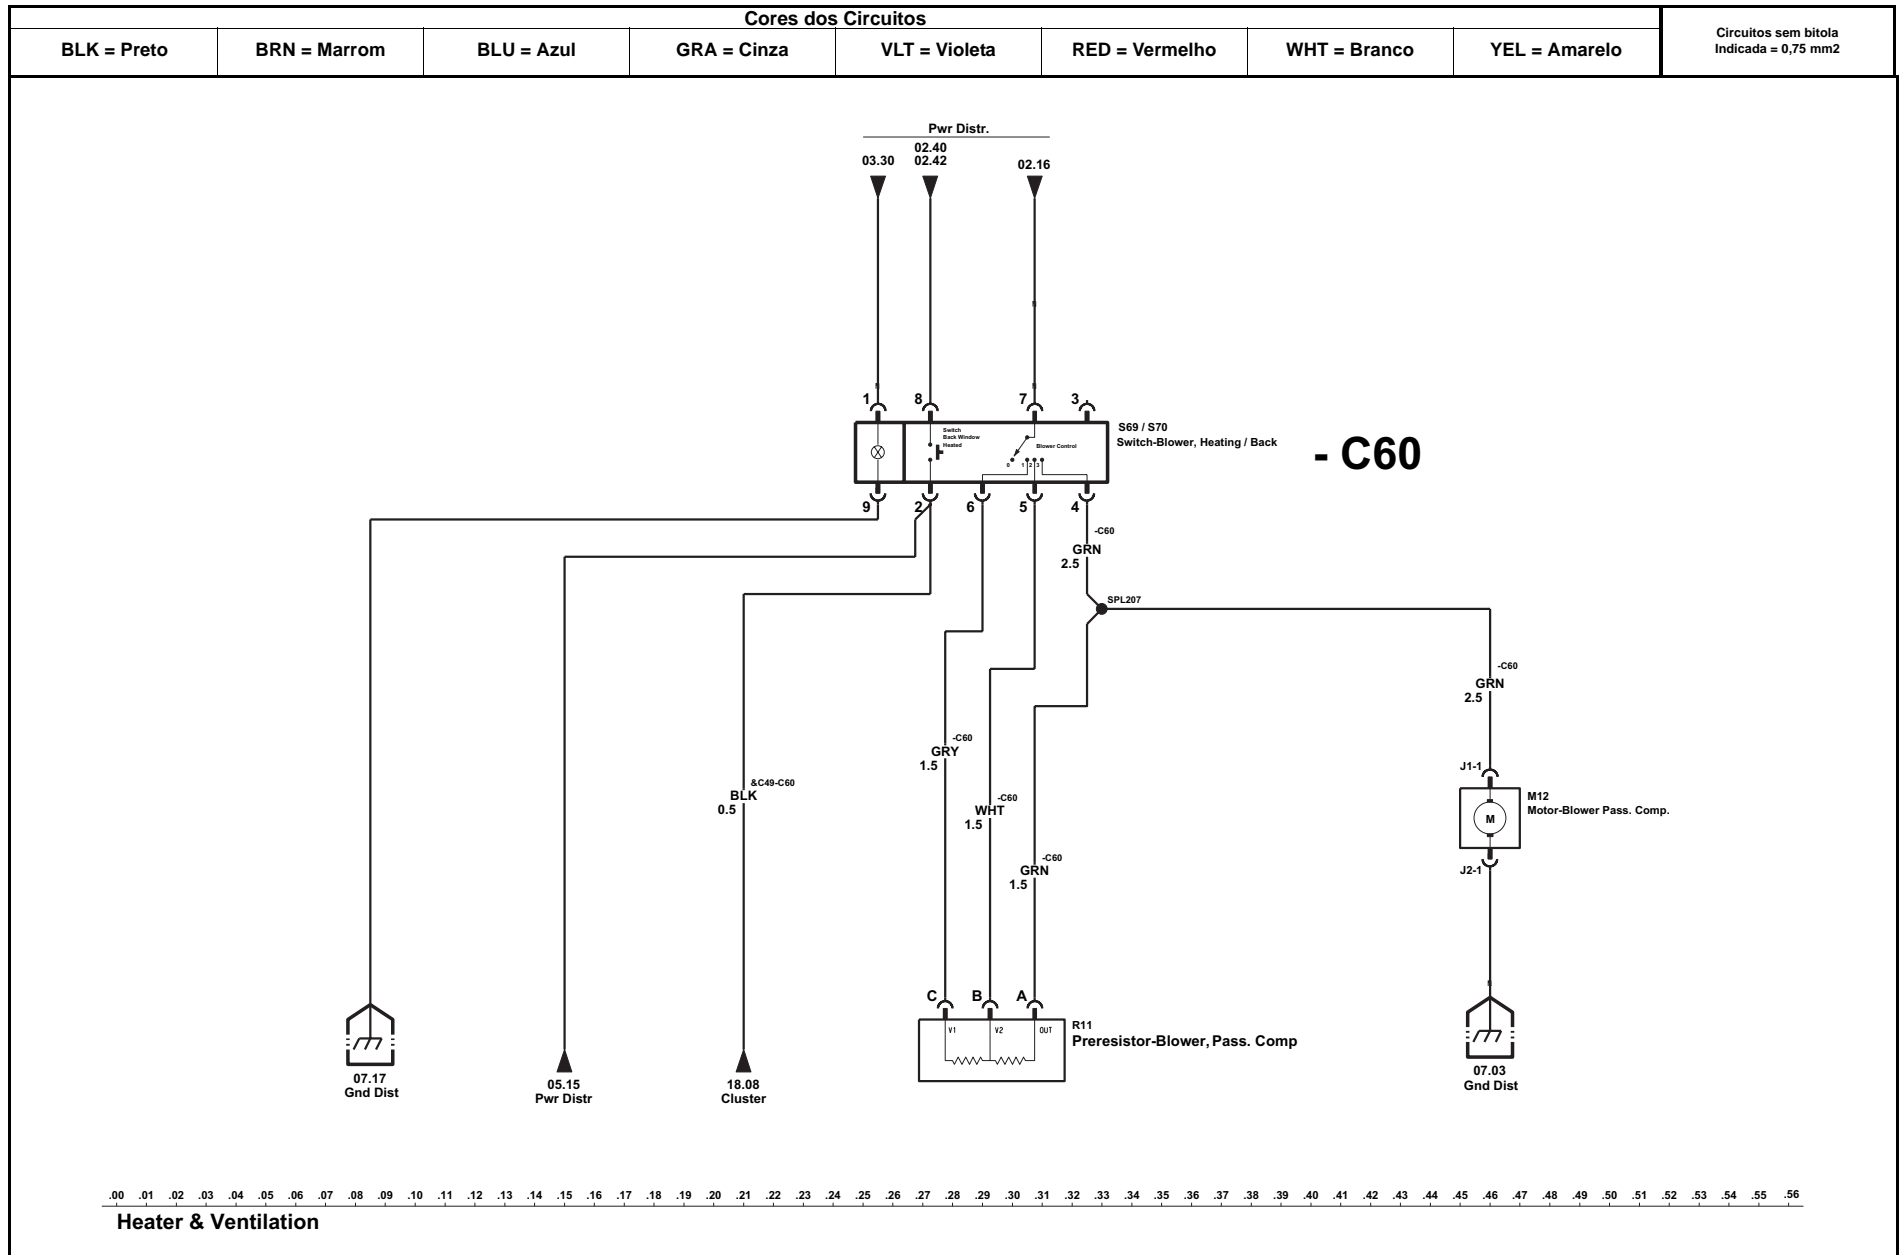 Cores dos Circuitos
BLK = Preto
BRN = Marrom
BLU = Azul
GRA = Cinza
VLT = Violeta
RED = Vermelho
WHT = Branco
YEL = Amarelo
Circuitos sem bitola
Indicada = 0,75 mm2
Pwr Distr.
03.30
02.40
02.42
02.16
1
8
7
3
Switch
Back Window
Heated
Blower Control
0
1
2
3
S69 / S70
Switch-Blower, Heating / Back
- C60
9
2
6
5
4
-C60
GRN
2.5
SPL207
-C60
GRN
2.5
-C60
GRY
1.5
&C49-C60
BLK
0.5
-C60
WHT
1.5
-C60
GRN
1.5
J1-1
M
M12
Motor-Blower Pass. Comp.
J2-1
C
B
A
V1
V2
OUT
R11
Preresistor-Blower, Pass. Comp
07.17
Gnd Dist
05.15
Pwr Distr
18.08
Cluster
07.03
Gnd Dist
.00 .01 .02 .03 .04 .05 .06 .07 .08 .09 .10 .11 .12 .13 .14 .15 .16 .17 .18 .19 .20 .21 .22 .23 .24 .25 .26 .27 .28 .29 .30 .31 .32 .33 .34 .35 .36 .37 .38 .39 .40 .41 .42 .43 .44 .45 .46 .47 .48 .49 .50 .51 .52 .53 .54 .55 .56
Heater & Ventilation